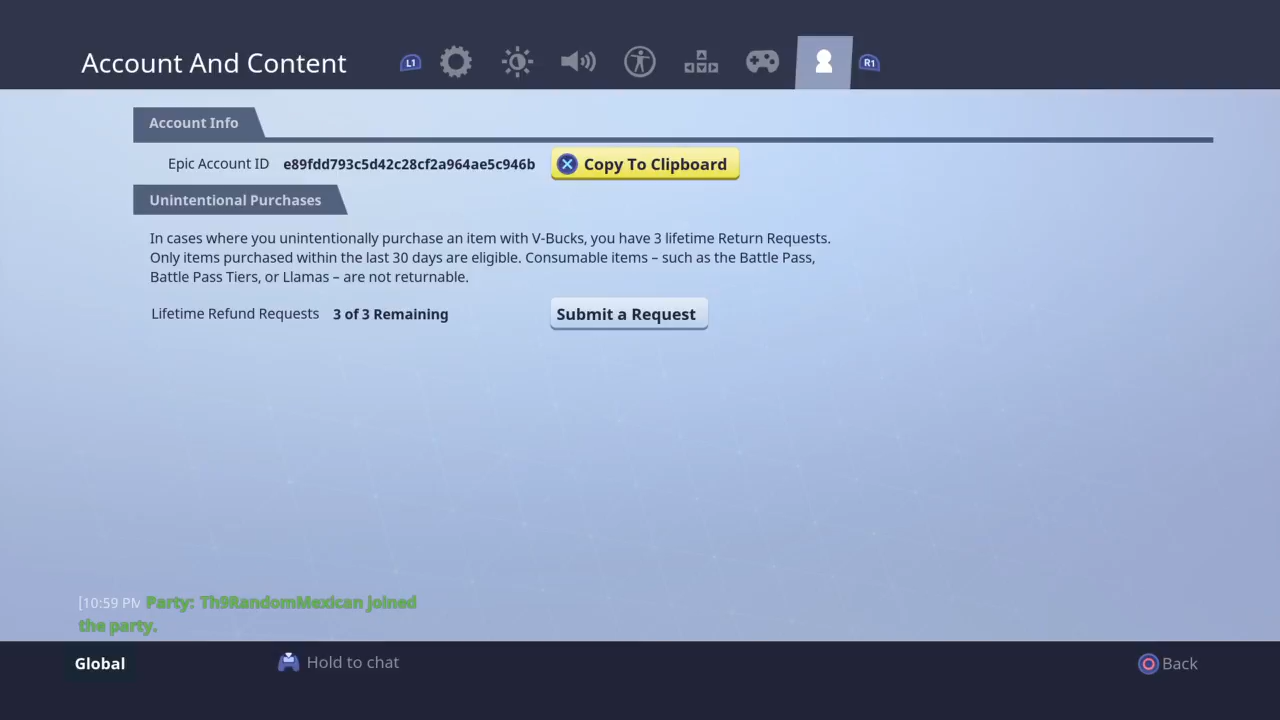 Account And Content
L1
R1
Account Info
Epic Account ID e89fdd793c5d42c28cf2a964ae5c946b Copy To Clipboard
Unintentional Purchases
In cases where you unintentionally purchase an item with V-Bucks, you have 3 lifetime Return Requests.
Only items purchased within the last 30 days are eligible. Consumable items – such as the Battle Pass,
Battle Pass Tiers, or Llamas – are not returnable.
Lifetime Refund Requests 3 of 3 Remaining Submit a Request
[10:59 PM Party: Th9RandomMexican joined
the party.
Global Hold to chat Back